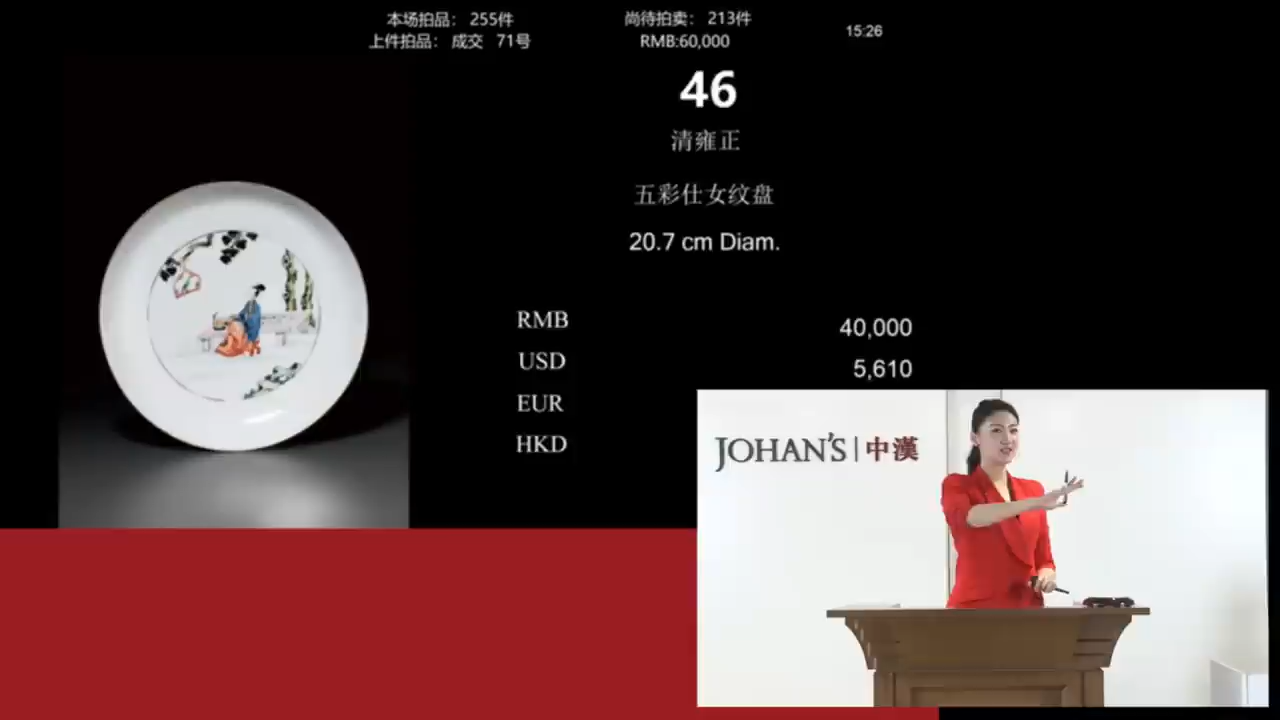 本场拍品： 255件
尚待拍卖： 213件
上件拍品： 成交 71号
RMB:60,000
15:26
46
清雍正
五彩仕女纹盘
20.7 cm Diam.
RMB 40,000
USD 5,610
EUR
HKD
JOHAN'S | 中漢